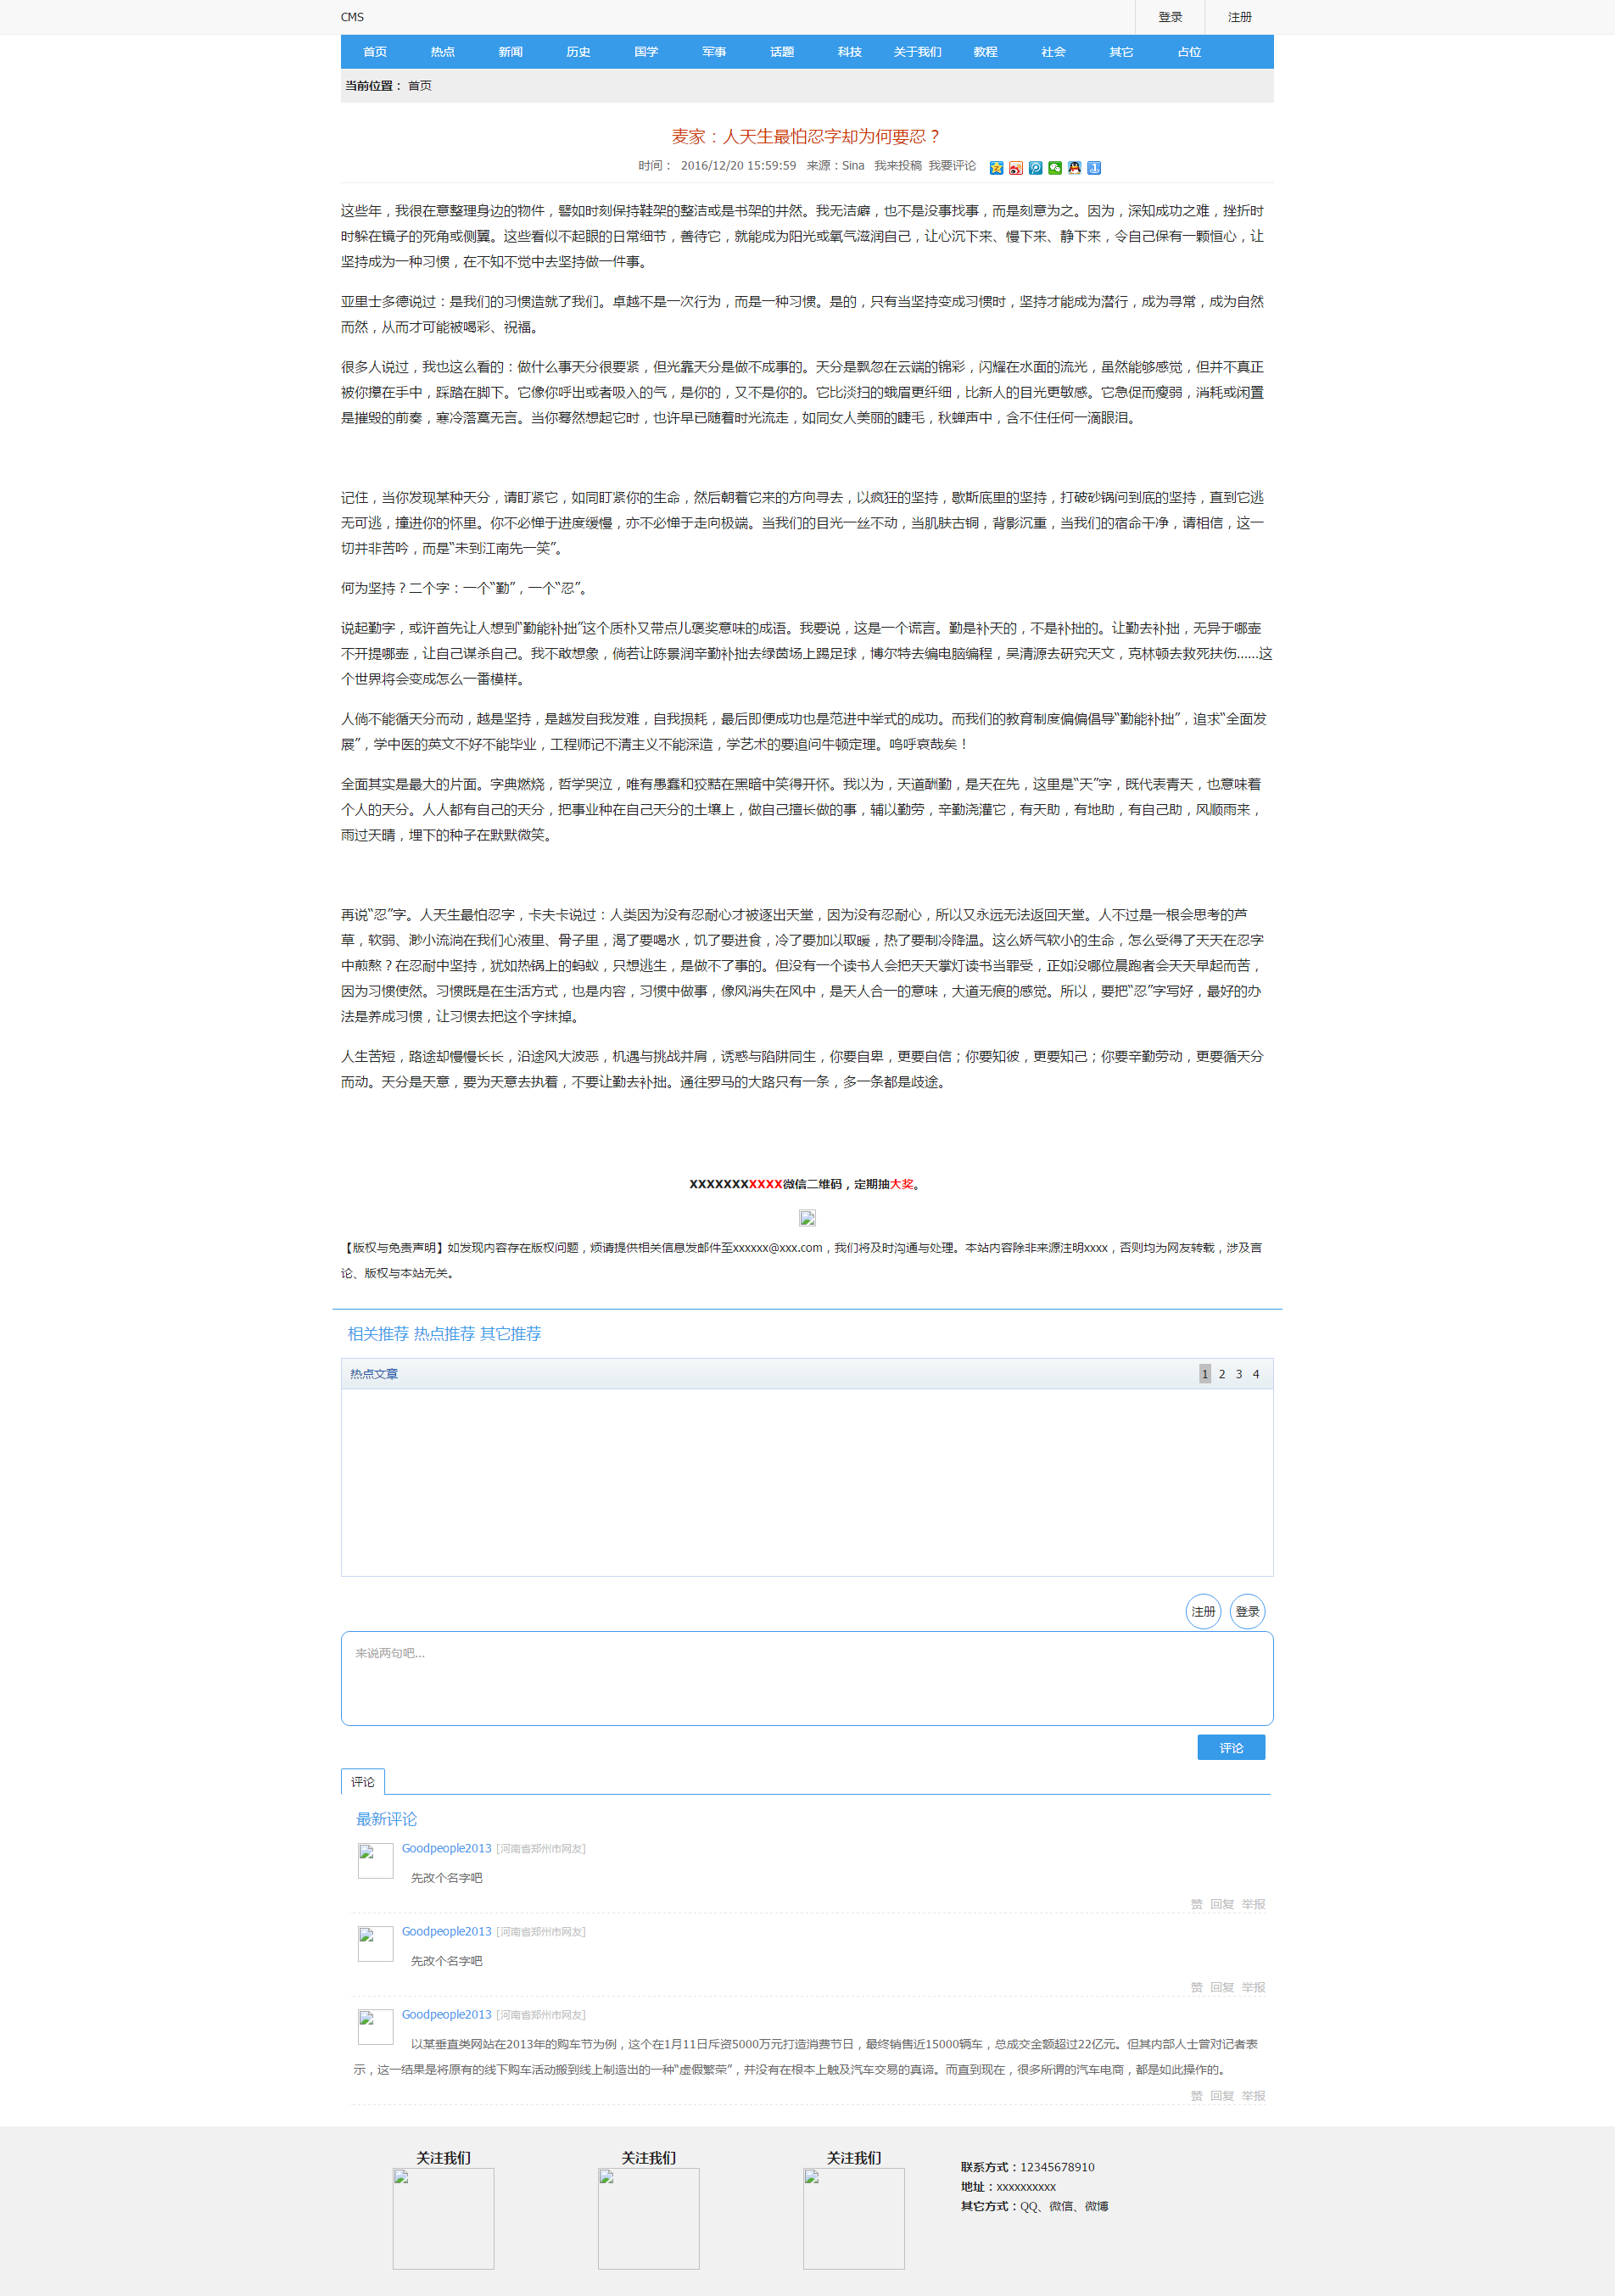 CMS 登录 注册
首页 热点 新闻 历史 国学 军事 话题 科技 关于我们 教程 社会 其它 占位
当前位置： 首页
麦家：人天生最怕忍字却为何要忍？
时间： 2016/12/20 15:59:59 来源：Sina 我来投稿 我要评论
这些年，我很在意整理身边的物件，譬如时刻保持鞋架的整洁或是书架的井然。我无洁癖，也不是没事找事，而是刻意为之。因为，深知成功之难，挫折时
时躲在镜子的死角或侧翼。这些看似不起眼的日常细节，善待它，就能成为阳光或氧气滋润自己，让心沉下来、慢下来、静下来，令自己保有一颗恒心，让
坚持成为一种习惯，在不知不觉中去坚持做一件事。
亚里士多德说过：是我们的习惯造就了我们。卓越不是一次行为，而是一种习惯。是的，只有当坚持变成习惯时，坚持才能成为潜行，成为寻常，成为自然
而然，从而才可能被喝彩、祝福。
很多人说过，我也这么看的：做什么事天分很要紧，但光靠天分是做不成事的。天分是飘忽在云端的锦彩，闪耀在水面的流光，虽然能够感觉，但并不真正
被你攥在手中，踩踏在脚下。它像你呼出或者吸入的气，是你的，又不是你的。它比淡扫的蛾眉更纤细，比新人的目光更敏感。它急促而瘦弱，消耗或闲置
是摧毁的前奏，寒冷落寞无言。当你蓦然想起它时，也许早已随着时光流走，如同女人美丽的睫毛，秋蝉声中，含不住任何一滴眼泪。
记住，当你发现某种天分，请盯紧它，如同盯紧你的生命，然后朝着它来的方向寻去，以疯狂的坚持，歇斯底里的坚持，打破砂锅问到底的坚持，直到它逃
无可逃，撞进你的怀里。你不必惮于进度缓慢，亦不必惮于走向极端。当我们的目光一丝不动，当肌肤古铜，背影沉重，当我们的宿命干净，请相信，这一
切并非苦吟，而是“未到江南先一笑”。
何为坚持？二个字：一个“勤”，一个“忍”。
说起勤字，或许首先让人想到“勤能补拙”这个质朴又带点儿褒奖意味的成语。我要说，这是一个谎言。勤是补天的，不是补拙的。让勤去补拙，无异于哪壶
不开提哪壶，让自己谋杀自己。我不敢想象，倘若让陈景润辛勤补拙去绿茵场上踢足球，博尔特去编电脑编程，吴清源去研究天文，克林顿去救死扶伤……这
个世界将会变成怎么一番模样。
人倘不能循天分而动，越是坚持，是越发自我发难，自我损耗，最后即便成功也是范进中举式的成功。而我们的教育制度偏偏倡导“勤能补拙”，追求“全面发
展”，学中医的英文不好不能毕业，工程师记不清主义不能深造，学艺术的要追问牛顿定理。呜呼哀哉矣！
全面其实是最大的片面。字典燃烧，哲学哭泣，唯有愚蠢和狡黠在黑暗中笑得开怀。我以为，天道酬勤，是天在先，这里是“天”字，既代表青天，也意味着
个人的天分。人人都有自己的天分，把事业种在自己天分的土壤上，做自己擅长做的事，辅以勤劳，辛勤浇灌它，有天助，有地助，有自己助，风顺雨来，
雨过天晴，埋下的种子在默默微笑。
再说“忍”字。人天生最怕忍字，卡夫卡说过：人类因为没有忍耐心才被逐出天堂，因为没有忍耐心，所以又永远无法返回天堂。人不过是一根会思考的芦
草，软弱、渺小流淌在我们心液里、骨子里，渴了要喝水，饥了要进食，冷了要加以取暖，热了要制冷降温。这么娇气软小的生命，怎么受得了天天在忍字
中煎熬？在忍耐中坚持，犹如热锅上的蚂蚁，只想逃生，是做不了事的。但没有一个读书人会把天天掌灯读书当罪受，正如没哪位晨跑者会天天早起而苦，
因为习惯使然。习惯既是在生活方式，也是内容，习惯中做事，像风消失在风中，是天人合一的意味，大道无痕的感觉。所以，要把“忍”字写好，最好的办
法是养成习惯，让习惯去把这个字抹掉。
人生苦短，路途却慢慢长长，沿途风大波恶，机遇与挑战并肩，诱惑与陷阱同生，你要自卑，更要自信；你要知彼，更要知己；你要辛勤劳动，更要循天分
而动。天分是天意，要为天意去执着，不要让勤去补拙。通往罗马的大路只有一条，多一条都是歧途。
XXXXXXXXXXX微信二维码，定期抽大奖。
【版权与免责声明】如发现内容存在版权问题，烦请提供相关信息发邮件至xxxxxx@xxx.com，我们将及时沟通与处理。本站内容除非来源注明xxxx，否则均为网友转载，涉及言
论、版权与本站无关。
相关推荐 热点推荐 其它推荐
热点文章 1 2 3 4
注册 登录
来说两句吧...
评论
评论
最新评论
Goodpeople2013 [河南省郑州市网友]
先改个名字吧
赞 回复 举报
Goodpeople2013 [河南省郑州市网友]
先改个名字吧
赞 回复 举报
Goodpeople2013 [河南省郑州市网友]
以某垂直类网站在2013年的购车节为例，这个在1月11日斥资5000万元打造消费节日，最终销售近15000辆车，总成交金额超过22亿元。但其内部人士曾对记者表
示，这一结果是将原有的线下购车活动搬到线上制造出的一种“虚假繁荣”，并没有在根本上触及汽车交易的真谛。而直到现在，很多所谓的汽车电商，都是如此操作的。
赞 回复 举报
关注我们 关注我们 关注我们
联系方式：12345678910
地址：xxxxxxxxxx
其它方式：QQ、微信、微博